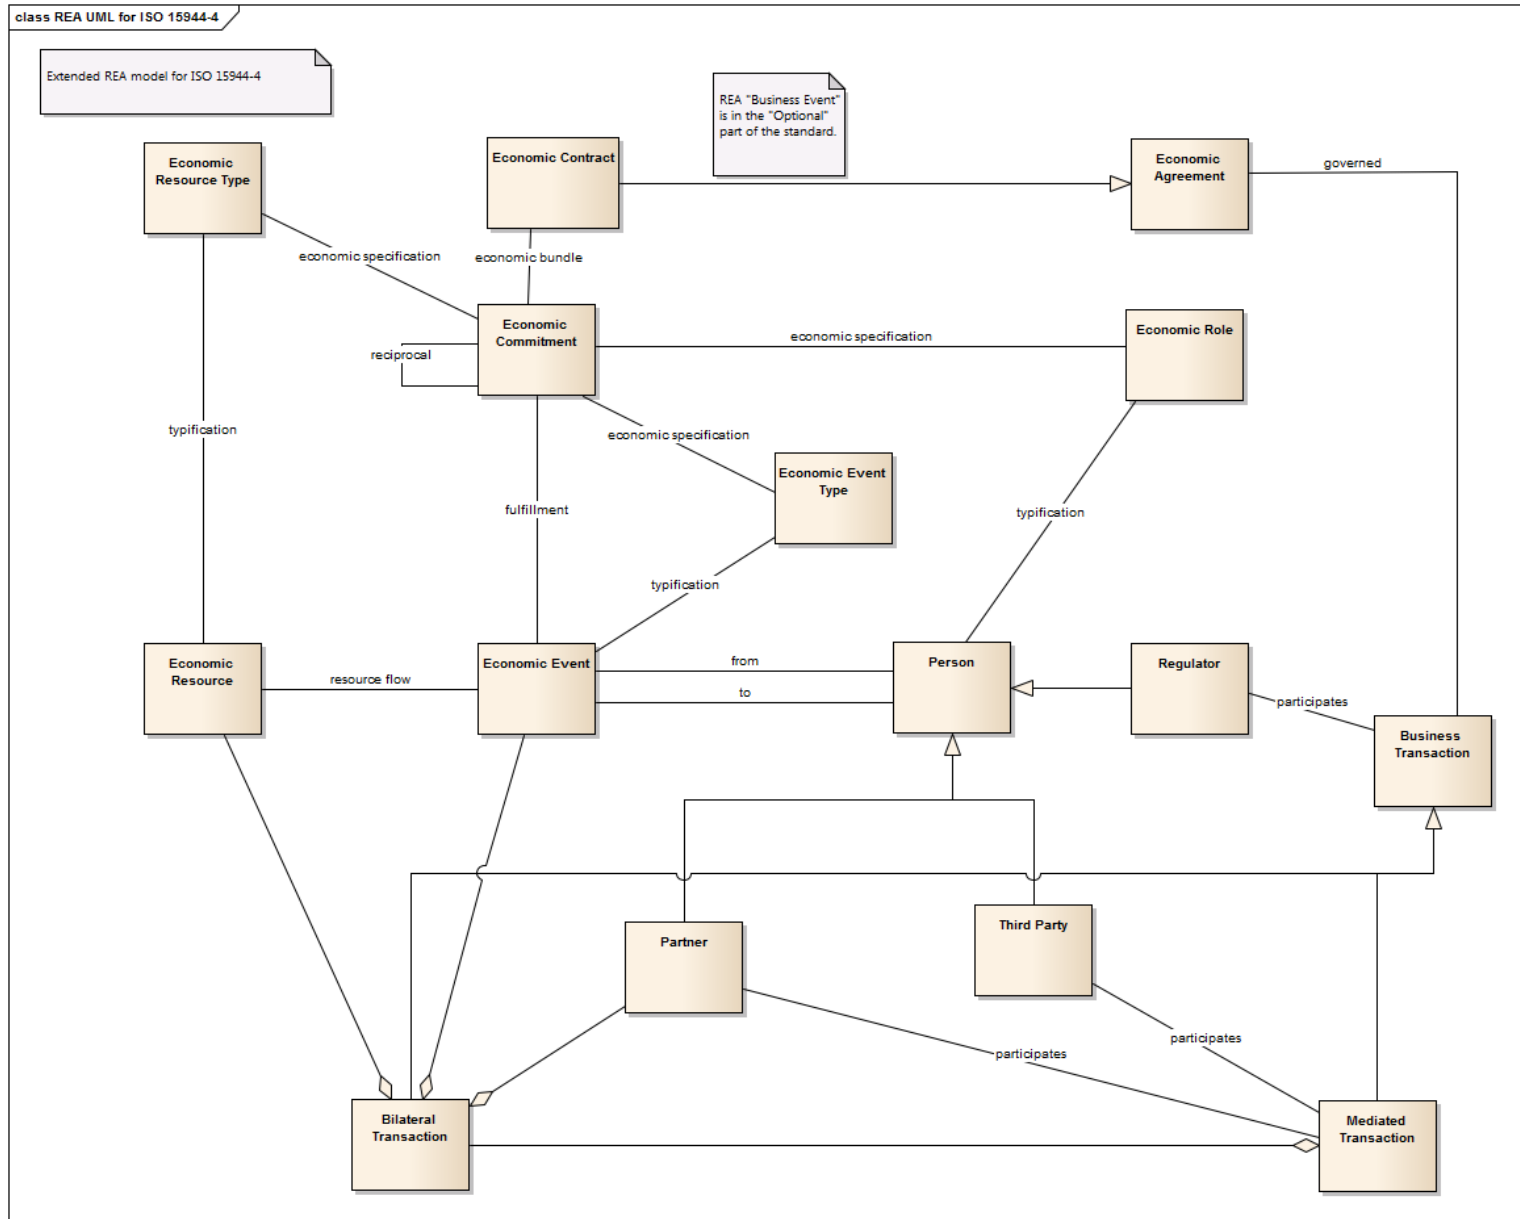 class REA UML for ISO 15944-4
Extended REA model for ISO 15944-4
REA "Business Event"
is in the "Optional"
part of the standard.
Economic
Resource Type
Economic Contract
Economic
Agreement
governed
economic specification
economic bundle
Economic
Commitment
reciprocal
economic specification
Economic Role
typification
economic specification
Economic Event
Type
fulfillment
typification
typification
Economic
Resource
resource flow
Economic Event
from
to
Person
Regulator
participates
Business
Transaction
Partner
Third Party
participates
participates
Bilateral
Transaction
Mediated
Transaction